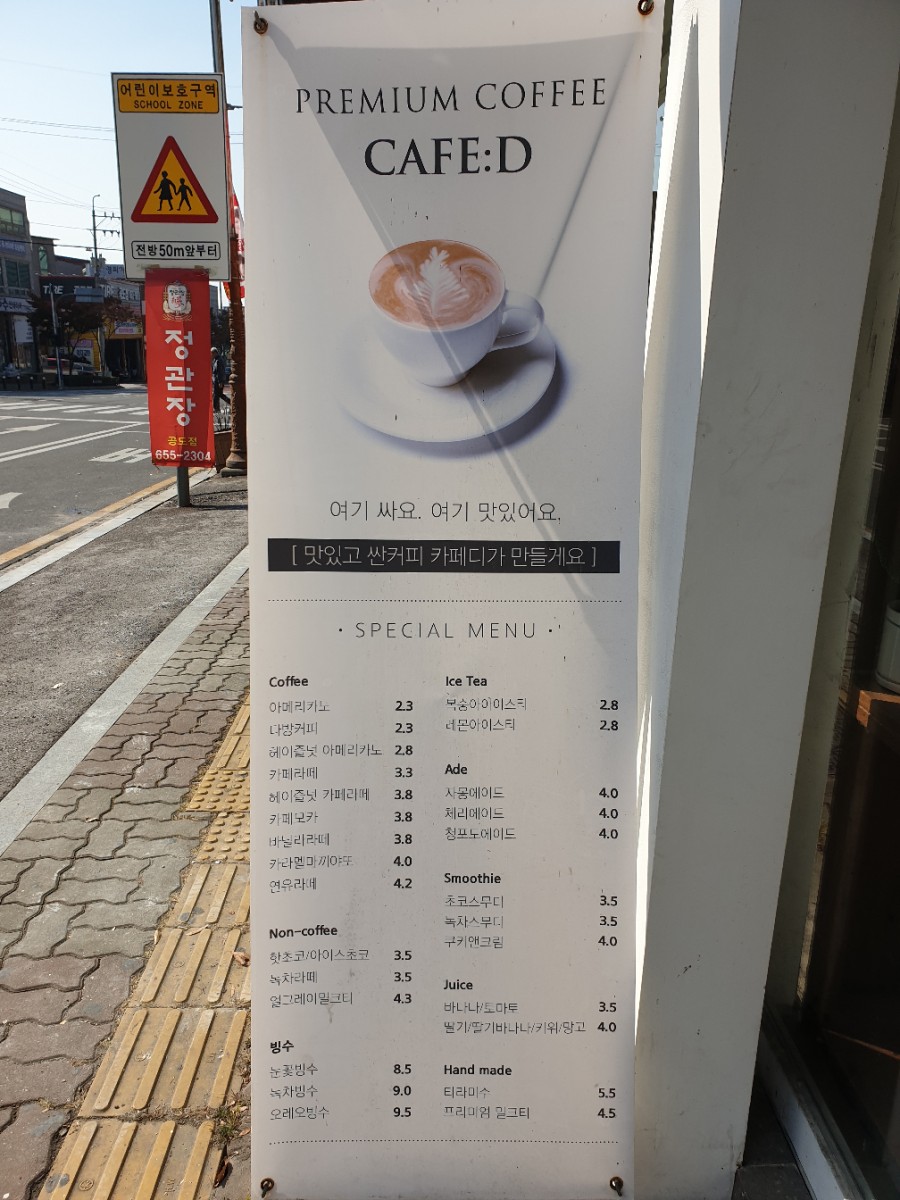 어린이보호구역
SCHOOL ZONE
전방50m앞부터
정관장
공도점
655-2304
PREMIUM COFFEE
CAFE:D
여기 싸요. 여기 맛있어요.
[ 맛있고 싼커피 카페디가 만들게요 ]
· SPECIAL MENU ·
Coffee
아메리카노 2.3
다방커피 2.3
헤이즐넛 아메리카노 2.8
카페라떼 3.3
헤이즐넛 카페라떼 3.8
카페모카 3.8
바닐라라떼 3.8
카라멜마끼야또 4.0
연유라떼 4.2
Non-coffee
핫초코/아이스초코 3.5
녹차라떼 3.5
얼그레이밀크티 4.3
빙수
눈꽃빙수 8.5
녹차빙수 9.0
오레오빙수 9.5
Ice Tea
복숭아아이스티 2.8
레몬아이스티 2.8
Ade
자몽에이드 4.0
체리에이드 4.0
청포도에이드 4.0
Smoothie
초코스무디 3.5
녹차스무디 3.5
쿠키앤크림 4.0
Juice
바나나/토마토 3.5
딸기/딸기바나나/키위/망고 4.0
Hand made
티라미수 5.5
프리미엄 밀크티 4.5